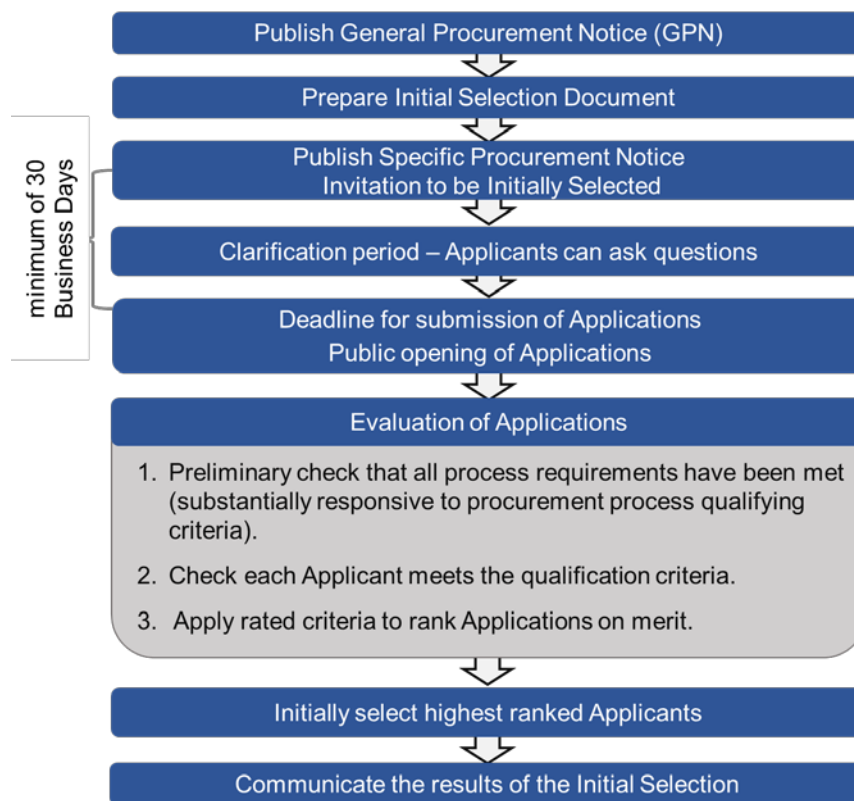 Publish General Procurement Notice (GPN)
Prepare Initial Selection Document
minimum of 30
Business Days
Publish Specific Procurement Notice
Invitation to be Initially Selected
Clarification period – Applicants can ask questions
Deadline for submission of Applications
Public opening of Applications
Evaluation of Applications
1. Preliminary check that all process requirements have been met
(substantially responsive to procurement process qualifying
criteria).
2. Check each Applicant meets the qualification criteria.
3. Apply rated criteria to rank Applications on merit.
Initially select highest ranked Applicants
Communicate the results of the Initial Selection